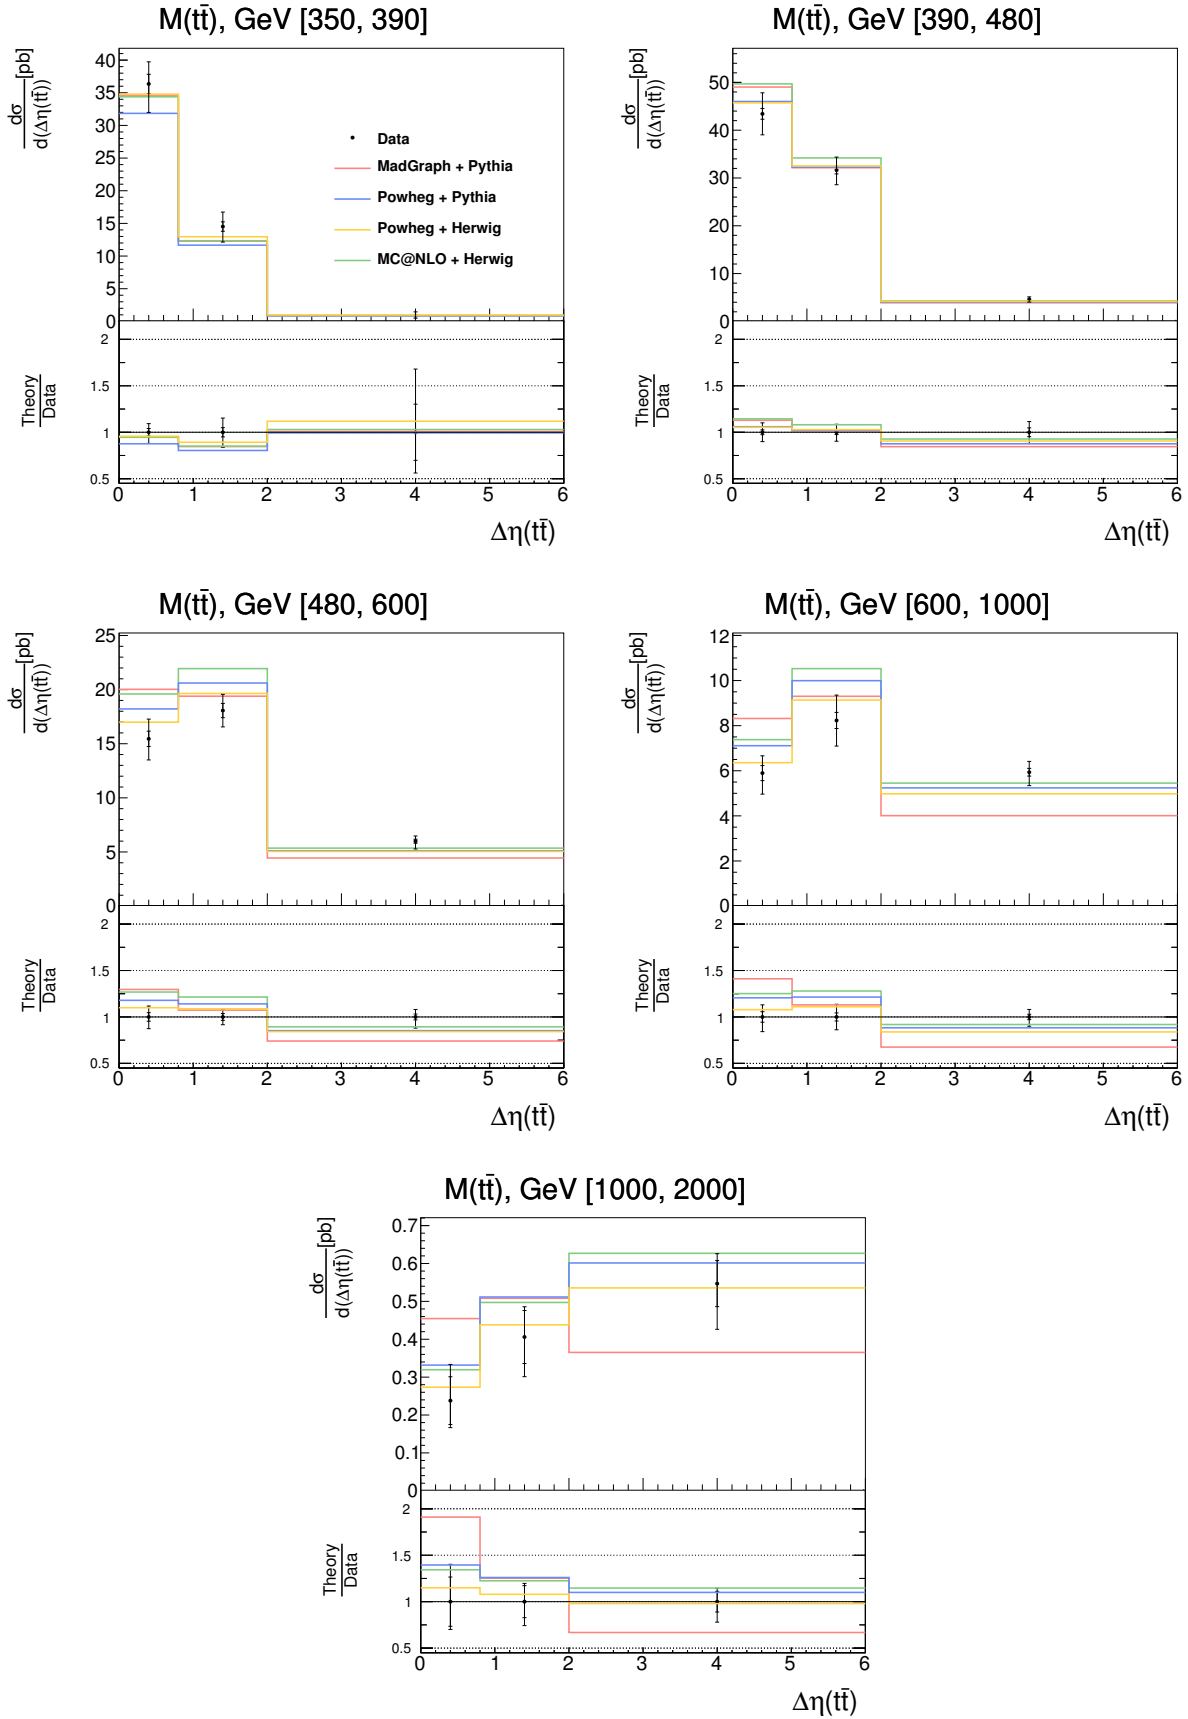 M(tt̄), GeV [350, 390]
dσ/d(Δη(tt̄)) [pb]
40
35
30
25
20
15
10
5
0
Data
MadGraph + Pythia
Powheg + Pythia
Powheg + Herwig
MC@NLO + Herwig
Theory/Data
2
1.5
1
0.5
0 1 2 3 4 5 6
Δη(tt̄)
M(tt̄), GeV [390, 480]
dσ/d(Δη(tt̄)) [pb]
50
40
30
20
10
0
Theory/Data
2
1.5
1
0.5
0 1 2 3 4 5 6
Δη(tt̄)
M(tt̄), GeV [480, 600]
dσ/d(Δη(tt̄)) [pb]
25
20
15
10
5
0
Theory/Data
2
1.5
1
0.5
0 1 2 3 4 5 6
Δη(tt̄)
M(tt̄), GeV [600, 1000]
dσ/d(Δη(tt̄)) [pb]
12
10
8
6
4
2
0
Theory/Data
2
1.5
1
0.5
0 1 2 3 4 5 6
Δη(tt̄)
M(tt̄), GeV [1000, 2000]
dσ/d(Δη(tt̄)) [pb]
0.7
0.6
0.5
0.4
0.3
0.2
0.1
0
Theory/Data
2
1.5
1
0.5
0 1 2 3 4 5 6
Δη(tt̄)